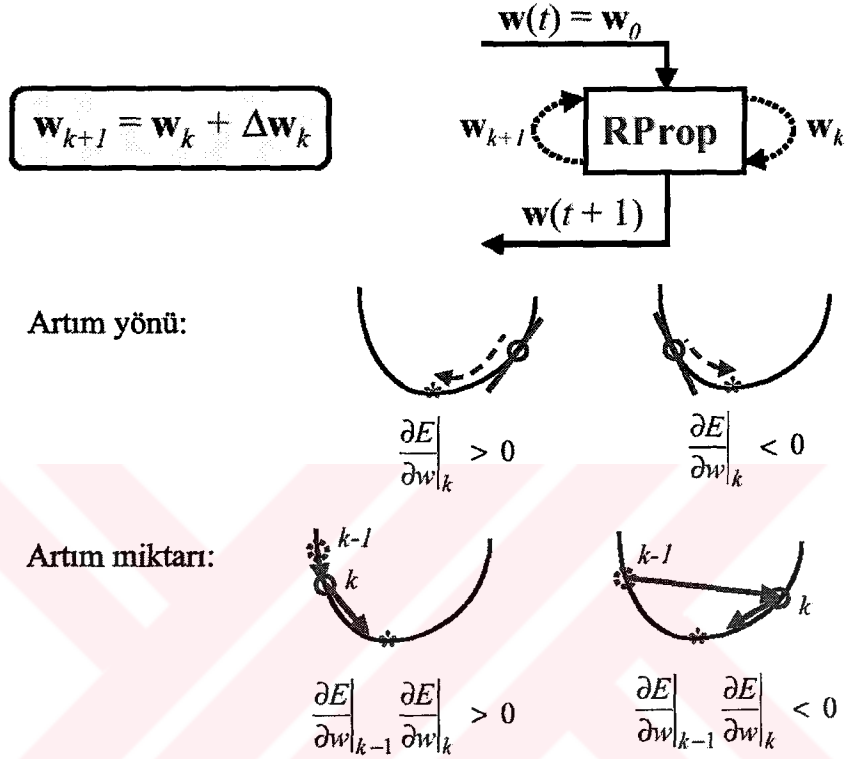 w(t) = w₀
wₖ₊₁ = wₖ + Δwₖ
wₖ₊₁ RProp wₖ
w(t + 1)
Artım yönü:
∂E/∂w|ₖ > 0 ∂E/∂w|ₖ < 0
Artım miktarı:
k-1 k-1
k k
∂E/∂w|ₖ₋₁ ∂E/∂w|ₖ > 0 ∂E/∂w|ₖ₋₁ ∂E/∂w|ₖ < 0